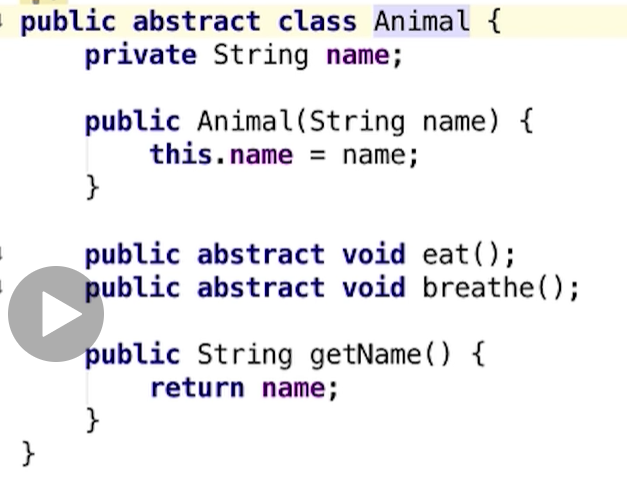 public abstract class Animal {
private String name;
public Animal(String name) {
this.name = name;
}
public abstract void eat();
public abstract void breathe();
public String getName() {
return name;
}
}